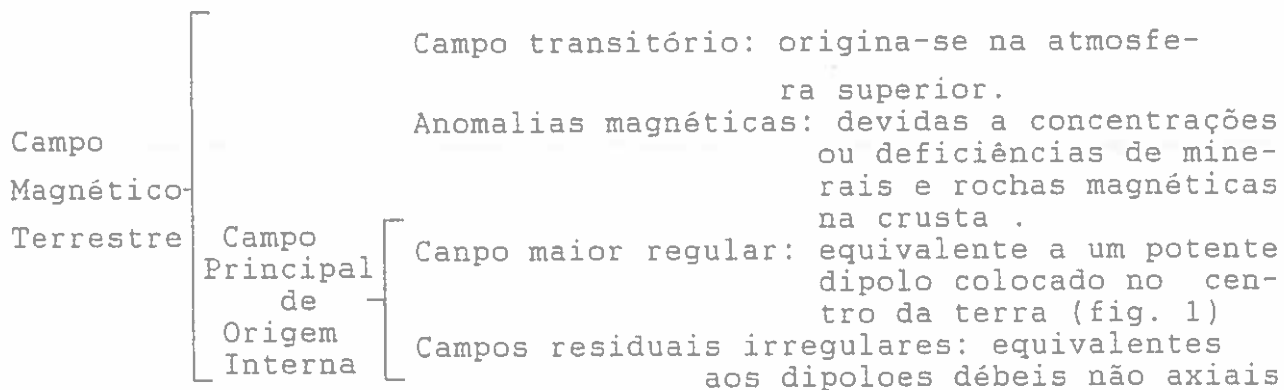 Campo transitório: origina-se na atmosfe-
ra superior.
Anomalias magnéticas: devidas a concentrações
ou deficiências de mine-
rais e rochas magnéticas
na crusta .
Campo
Magnético
Terrestre
Campo
Principal
de
Origem
Interna
Canpo maior regular: equivalente a um potente
dipolo colocado no cen-
tro da terra (fig. 1)
Campos residuais irregulares: equivalentes
aos dipoloes débeis não axiais